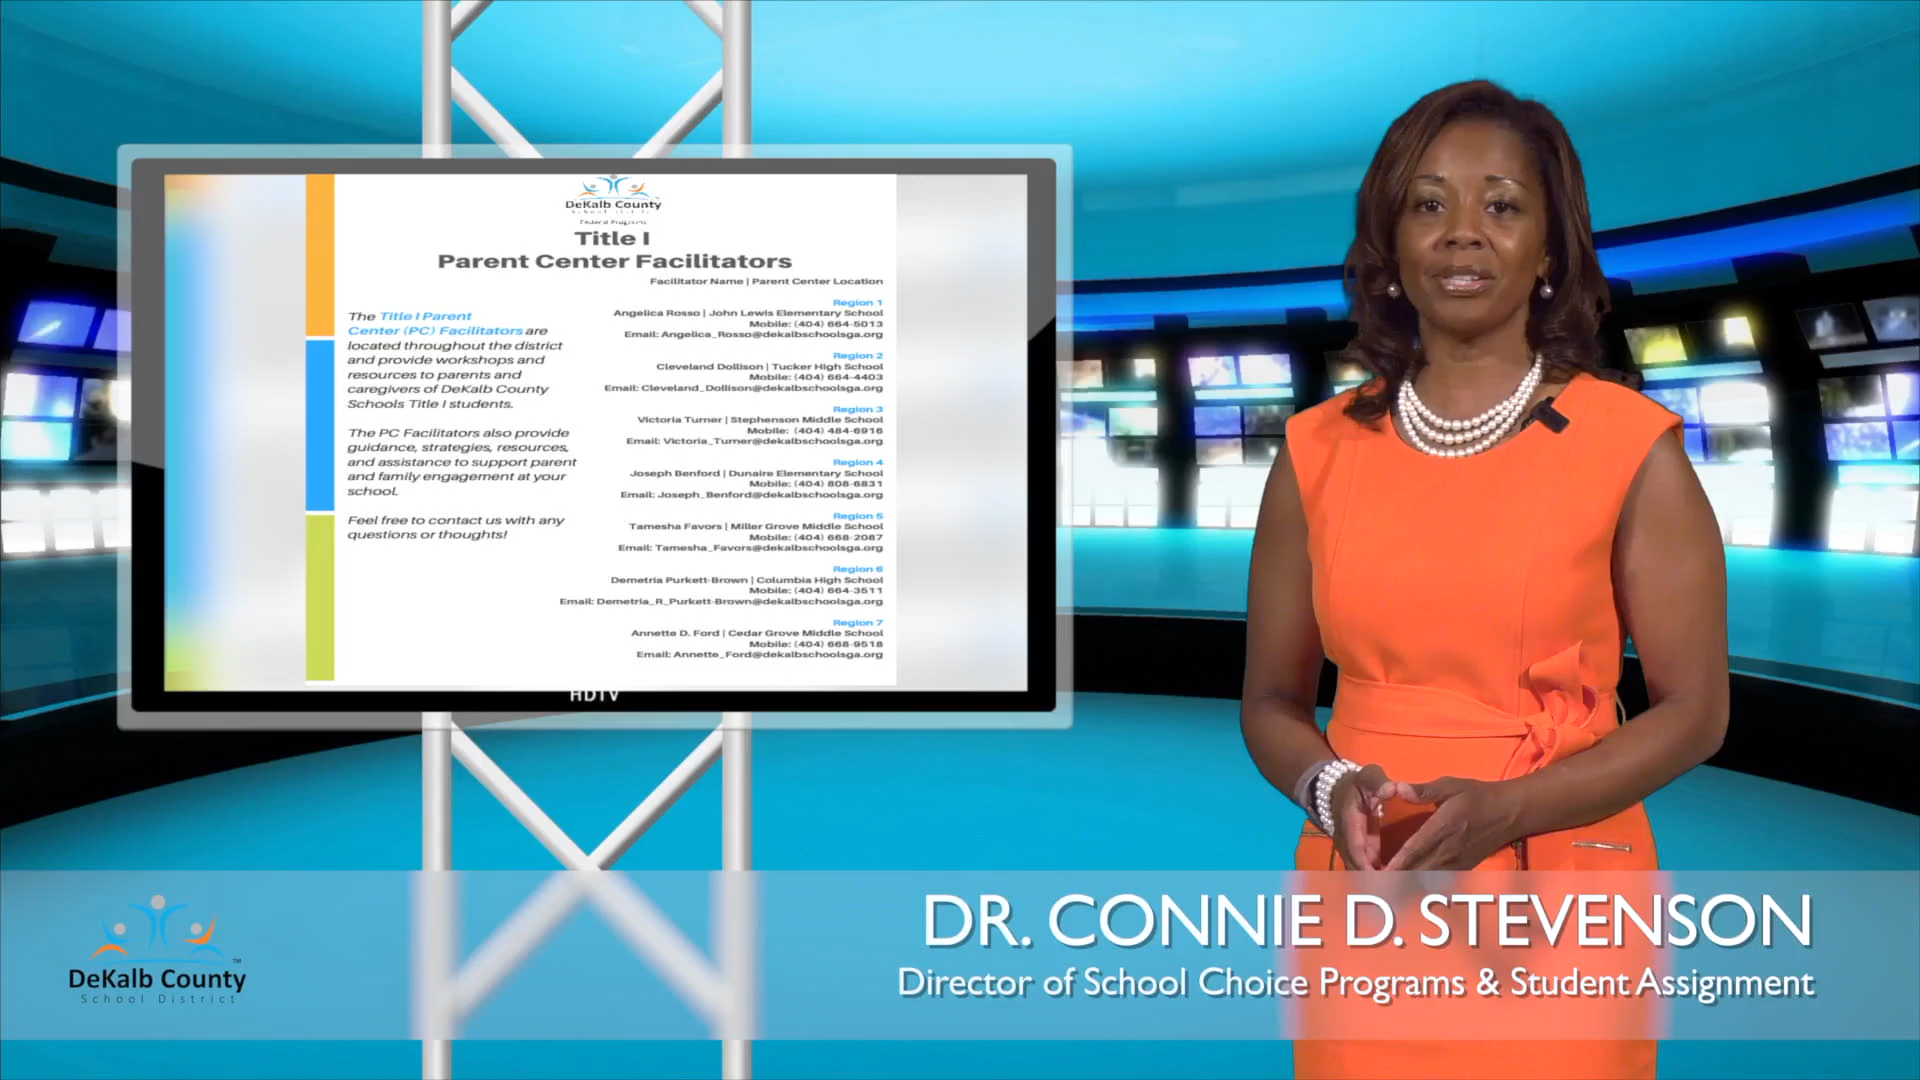 DeKalb County
School District
Federal Programs
Title I
Parent Center Facilitators
Facilitator Name | Parent Center Location
The Title I Parent
Center (PC) Facilitators are
located throughout the district
and provide workshops and
resources to parents and
caregivers of DeKalb County
Schools Title I students.
The PC Facilitators also provide
guidance, strategies, resources,
and assistance to support parent
and family engagement at your
school.
Feel free to contact us with any
questions or thoughts!
Region 1
Angelica Rosso | John Lewis Elementary School
Mobile: (404) 664-5013
Email: Angelica_Rosso@dekalbschoolsga.org
Region 2
Cleveland Dollison | Tucker High School
Mobile: (404) 664-4403
Email: Cleveland_Dollison@dekalbschoolsga.org
Region 3
Victoria Turner | Stephenson Middle School
Mobile: (404) 484-6916
Email: Victoria_Turner@dekalbschoolsga.org
Region 4
Joseph Benford | Dunaire Elementary School
Mobile: (404) 808-6831
Email: Joseph_Benford@dekalbschoolsga.org
Region 5
Tamesha Favors | Miller Grove Middle School
Mobile: (404) 668-2087
Email: Tamesha_Favors@dekalbschoolsga.org
Region 6
Demetria Purkett-Brown | Columbia High School
Mobile: (404) 664-3511
Email: Demetria_R_Purkett-Brown@dekalbschoolsga.org
Region 7
Annette D. Ford | Cedar Grove Middle School
Mobile: (404) 668-9518
Email: Annette_Ford@dekalbschoolsga.org
HDTV
DR. CONNIE D. STEVENSON
Director of School Choice Programs & Student Assignment
DeKalb County™
School District